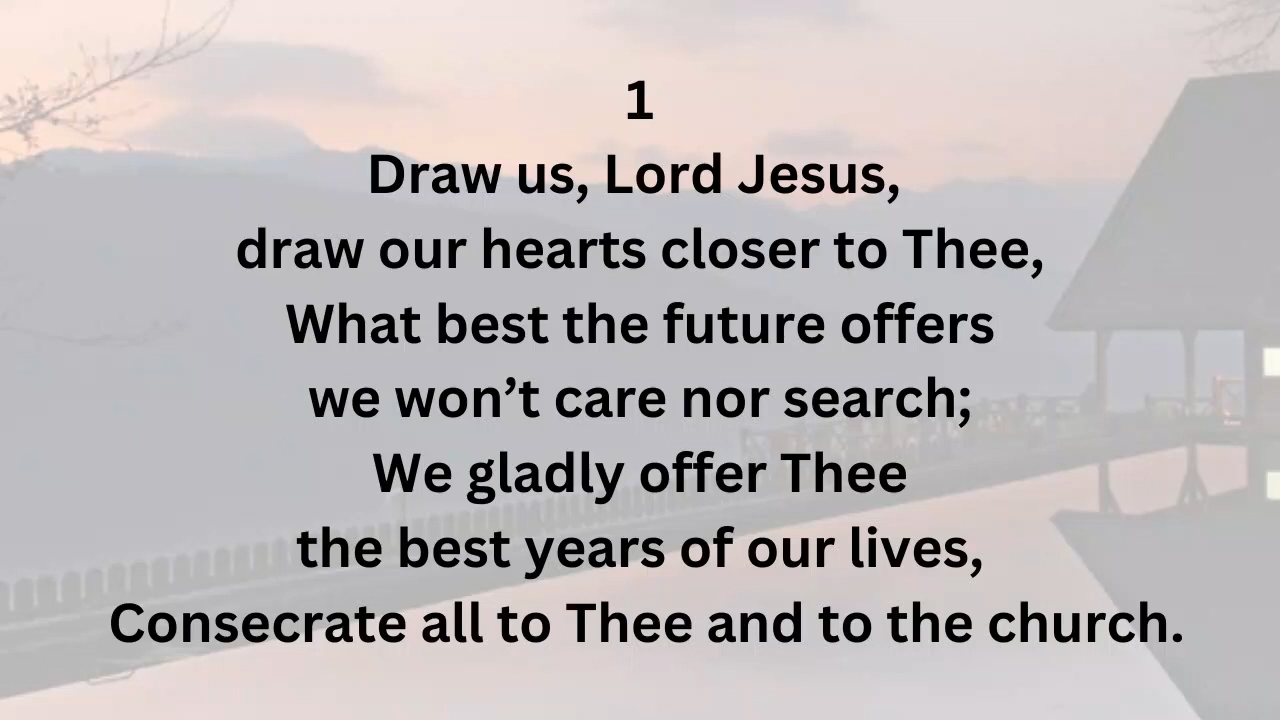 1
Draw us, Lord Jesus,
draw our hearts closer to Thee,
What best the future offers
we won’t care nor search;
We gladly offer Thee
the best years of our lives,
Consecrate all to Thee and to the church.